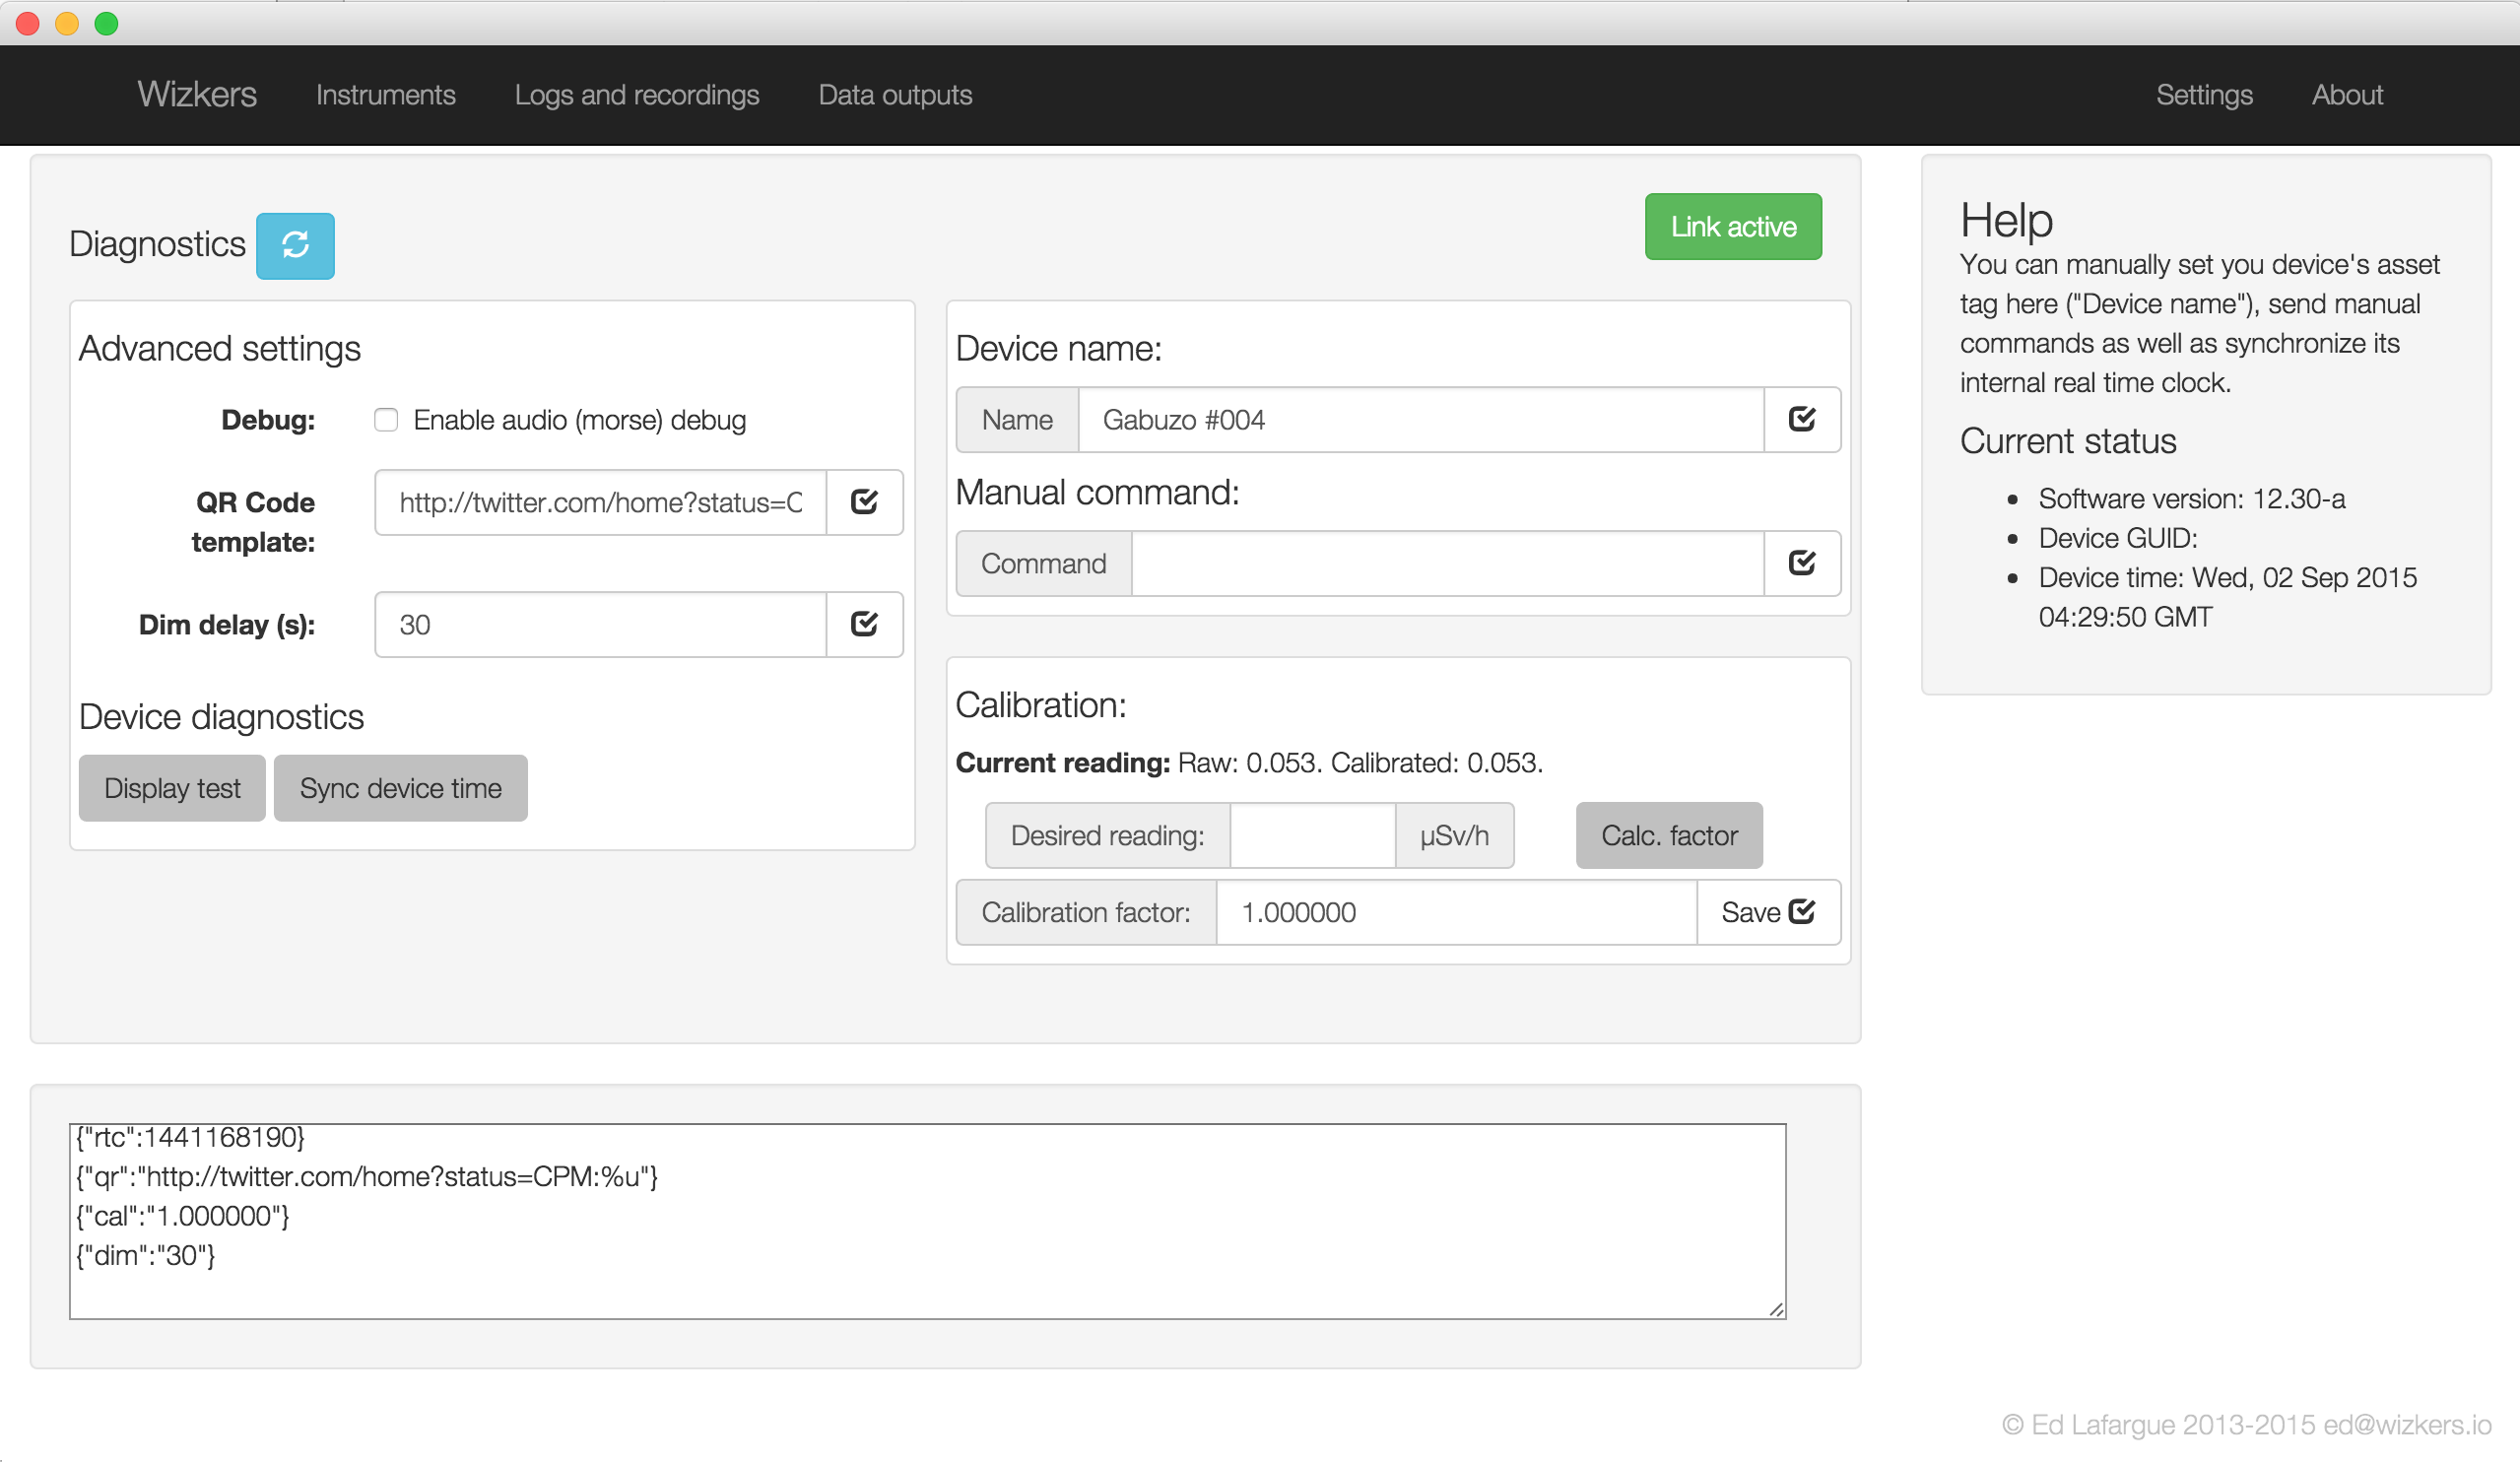 Wizkers Instruments Logs and recordings Data outputs Settings About
Diagnostics
Link active
Advanced settings
Debug: Enable audio (morse) debug
QR Code
template:
http://twitter.com/home?status=C
Dim delay (s): 30
Device diagnostics
Display test Sync device time
Device name:
Name Gabuzo #004
Manual command:
Command
Calibration:
Current reading: Raw: 0.053. Calibrated: 0.053.
Desired reading: µSv/h Calc. factor
Calibration factor: 1.000000 Save
Help
You can manually set you device's asset
tag here ("Device name"), send manual
commands as well as synchronize its
internal real time clock.
Current status
• Software version: 12.30-a
• Device GUID:
• Device time: Wed, 02 Sep 2015
04:29:50 GMT
{"rtc":1441168190}
{"qr":"http://twitter.com/home?status=CPM:%u"}
{"cal":"1.000000"}
{"dim":"30"}
© Ed Lafargue 2013-2015 ed@wizkers.io